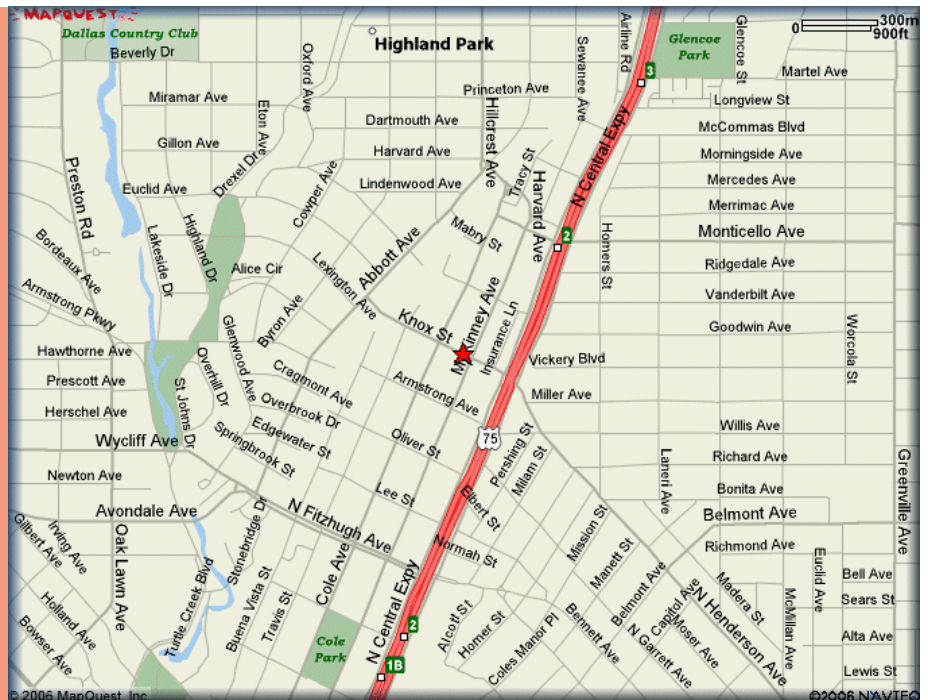 MAPQUEST
300m
900ft
Dallas Country Club
Beverly Dr
Highland Park
Airline Rd
Glencoe
Park
Glencoe St
Oxford Ave
Sewanee Ave
3
Martel Ave
Miramar Ave
Princeton Ave
Longview St
Eton Ave
Dartmouth Ave
Hillcrest Ave
McCommas Blvd
Gillon Ave
Harvard Ave
N Central Expy
Morningside Ave
Preston Rd
Euclid Ave
Drexel Dr
Cowper Ave
Lindenwood Ave
Tracy St
Harvard Ave
Mercedes Ave
Merrimac Ave
Mabry St
2
Homers St
Monticello Ave
Bordeaux Ave
Lakeside Dr
Highland Dr
Alice Cir
Lexington Ave
Abbott Ave
Ridgedale Ave
Armstrong Pkwy
Byron Ave
Knox St
McKinney Ave
Insurance Ln
Vanderbilt Ave
Goodwin Ave
Worcola St
Hawthorne Ave
Glenwood Ave
Overhill Dr
Vickery Blvd
Prescott Ave
St Johns Dr
Cragmont Ave
Armstrong Ave
Miller Ave
Herschel Ave
Overbrook Dr
Wycliff Ave
Springbrook St
Edgewater St
Oliver St
75
Pershing St
Milam St
Willis Ave
Richard Ave
Newton Ave
Laneri Ave
Greenville Ave
Lee St
Elbert St
Bonita Ave
Avondale Ave
N Fitzhugh Ave
Belmont Ave
Gilbert Ave
Irving Ave
Oak Lawn Ave
Stonebridge Dr
Normah St
Mission St
Manett St
Richmond Ave
Turtle Creek Blvd
Buena Vista St
Travis St
Cole Ave
N Central Expy
Belmont Ave
Capitol Ave
Madera St
Euclid Ave
Bell Ave
Holland Ave
Bowser Ave
Alcott St
Homer St
Coles Manor Pl
Bennett Ave
N Garrett Ave
Moser Ave
N Henderson Ave
McMillan Ave
Sears St
Cole
Park
2
Alta Ave
1B
Lewis St
© 2006 MapQuest, Inc
©2006 NAVTEQ